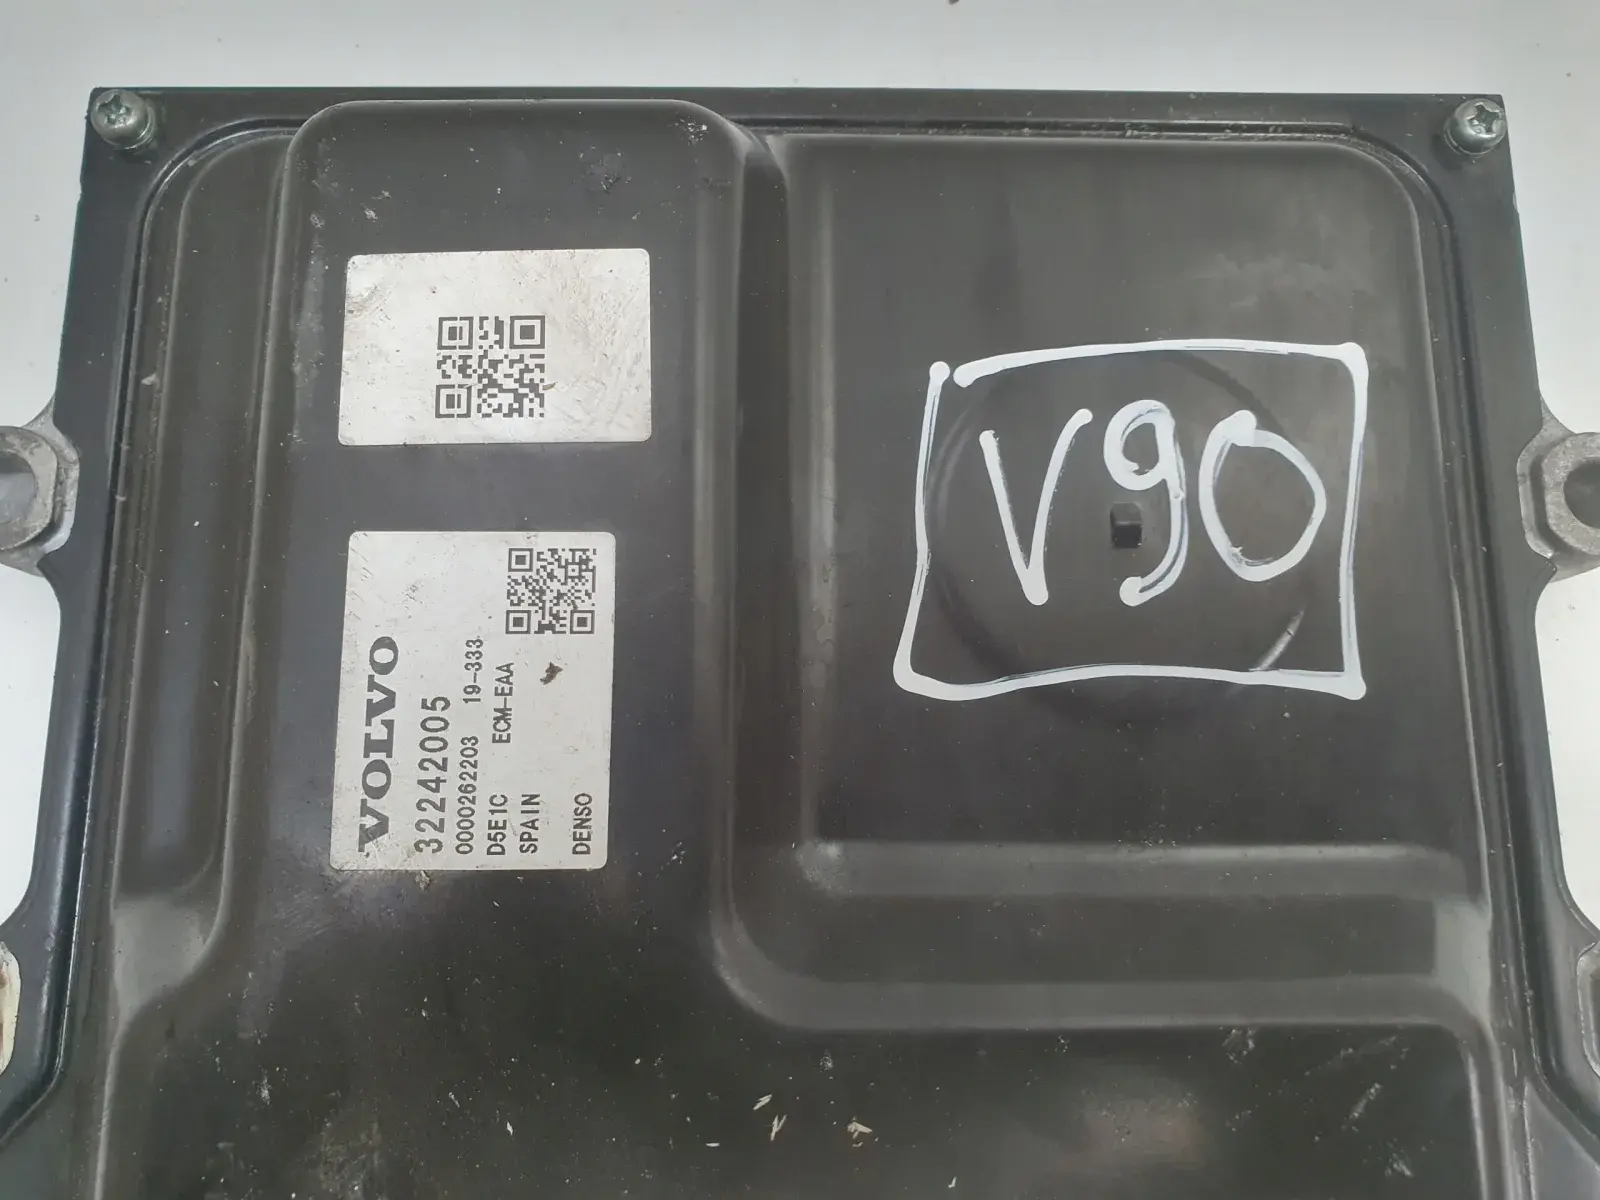 VOLVO
32242005
0000262203 19-333
D5E1C ECM-EAA
SPAIN
DENSO
V90